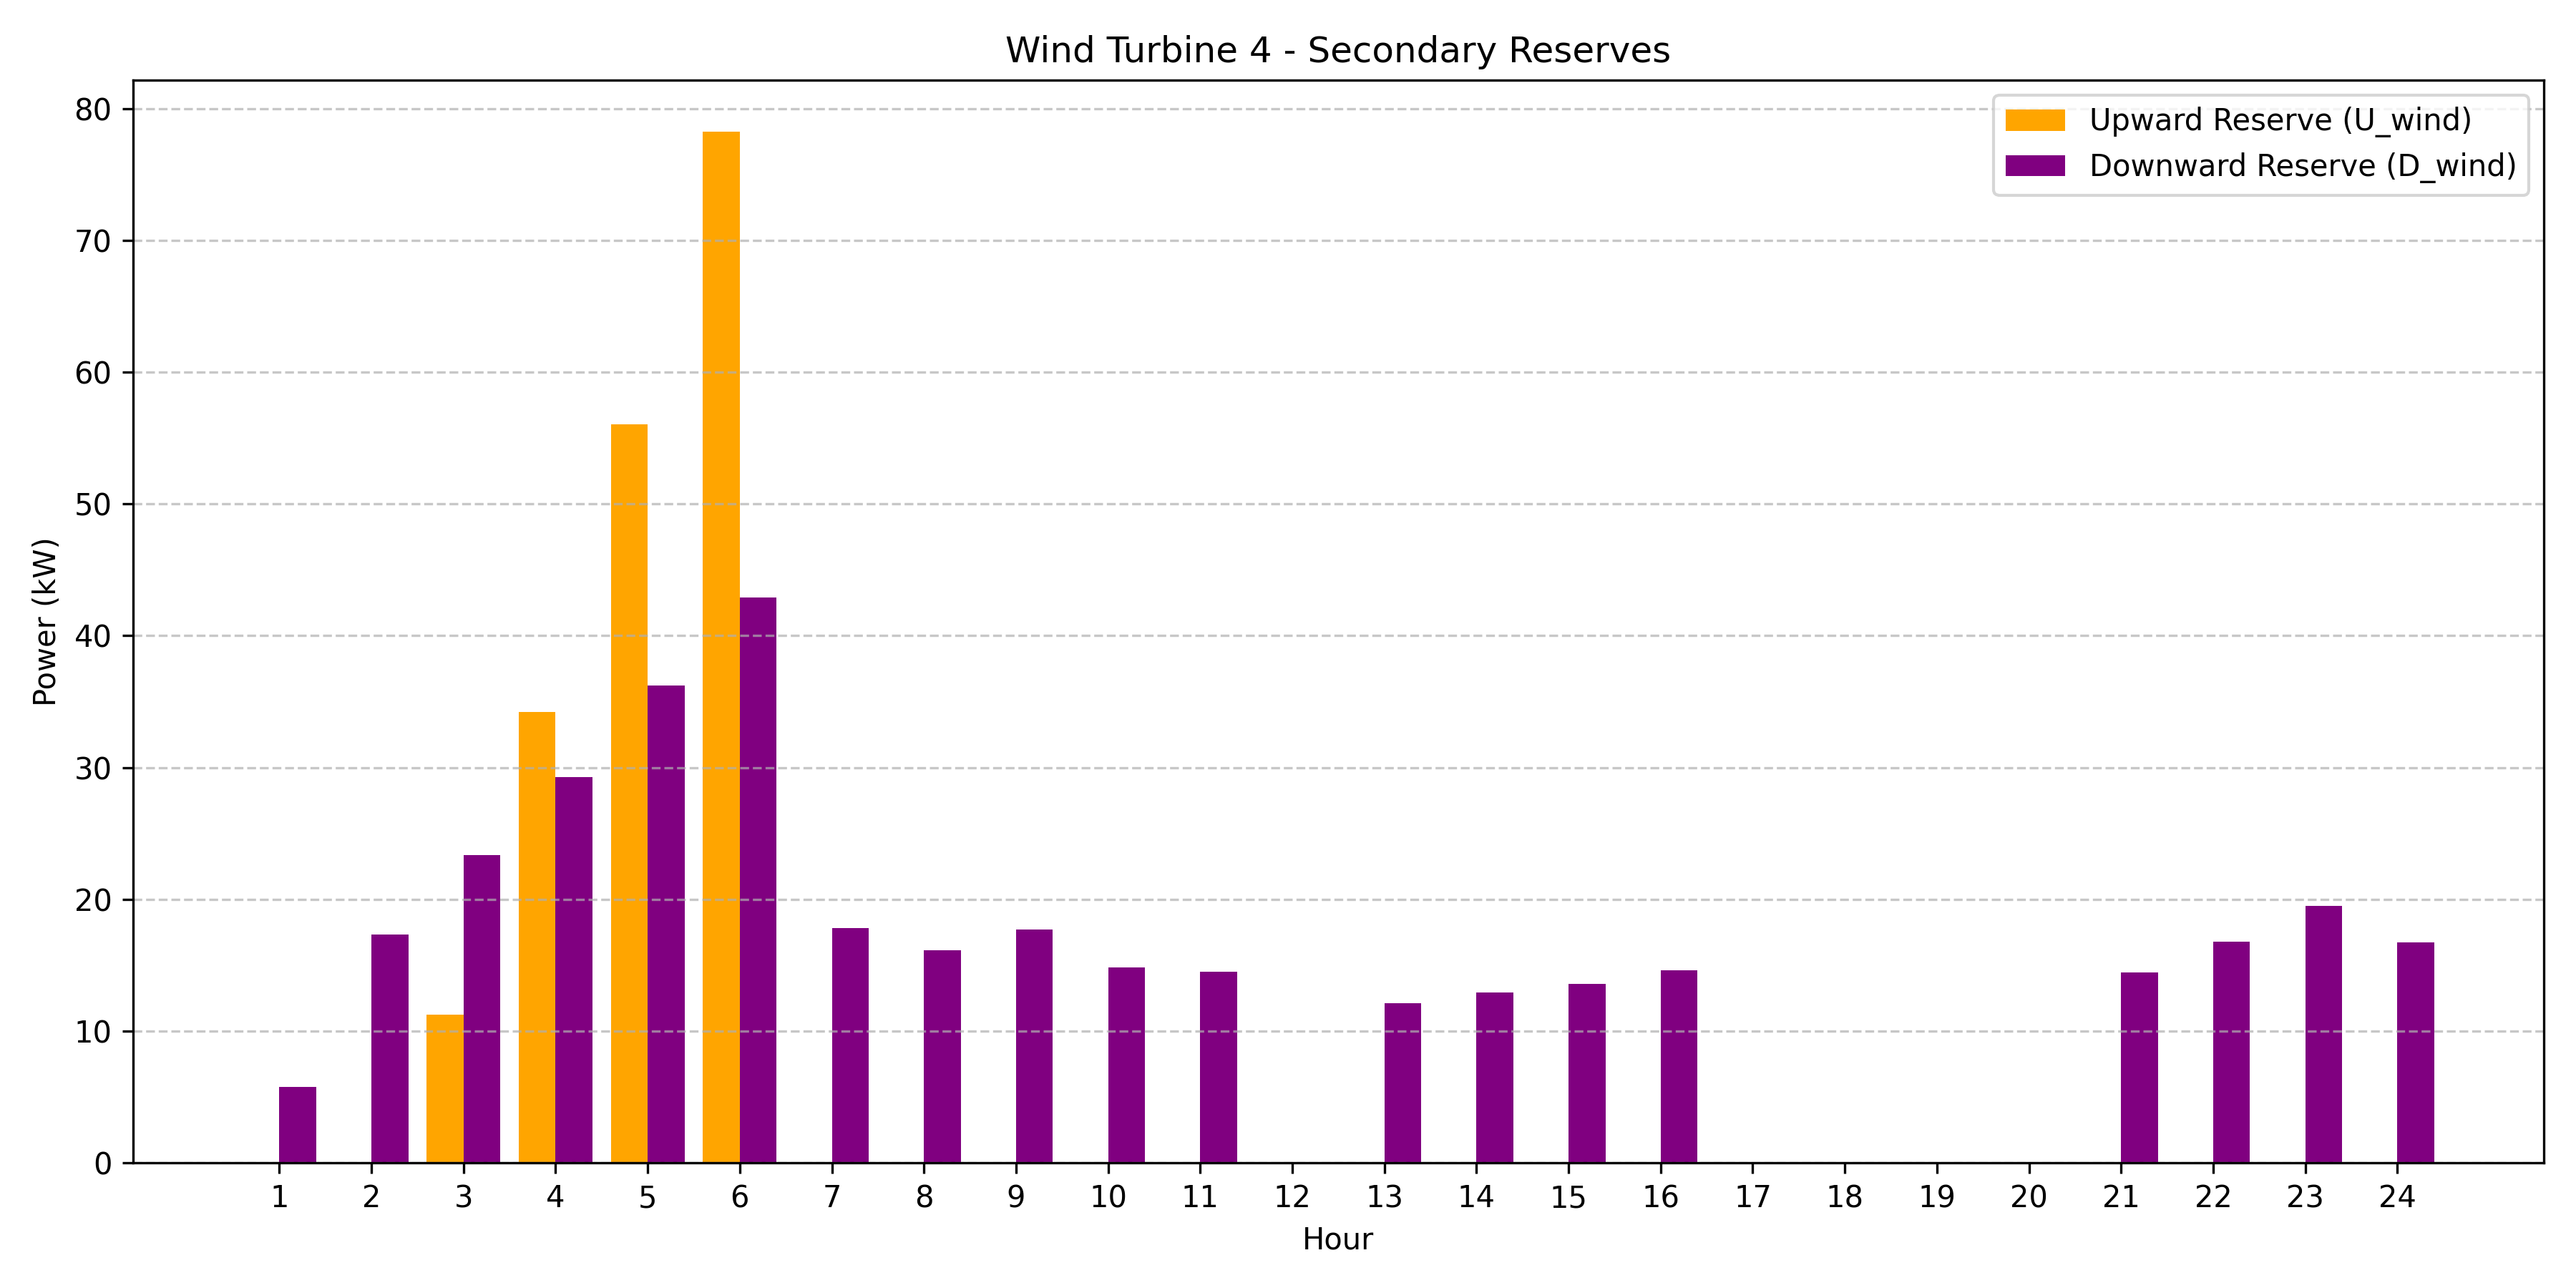 Wind Turbine 4 - Secondary Reserves
Upward Reserve (U_wind)
Downward Reserve (D_wind)
Power (kW)
80
70
60
50
40
30
20
10
0
1 2 3 4 5 6 7 8 9 10 11 12 13 14 15 16 17 18 19 20 21 22 23 24
Hour